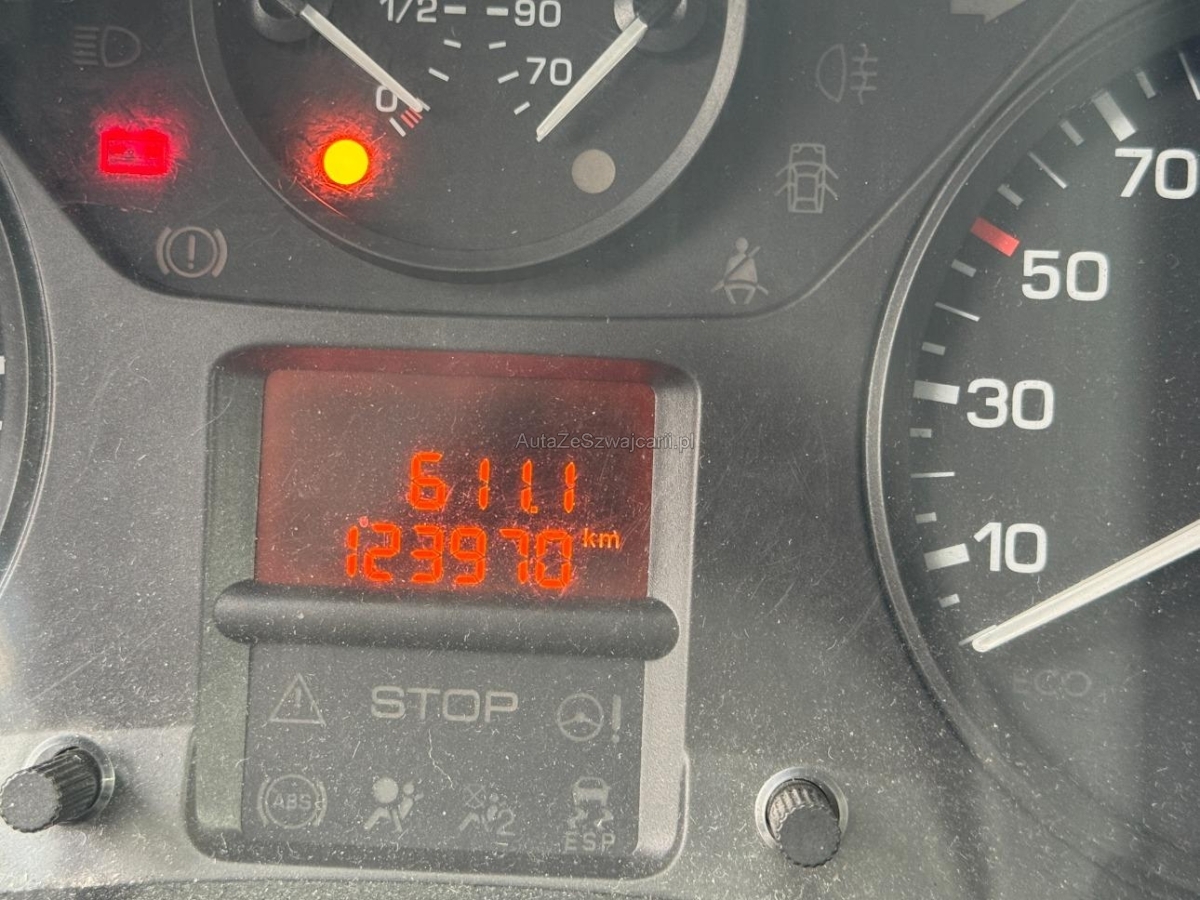 1/2 90
70
0
70
50
30
10
AutaZeSzwajcarii.pl
611.1
123970 km
ECO
STOP
ABS
2
ESP